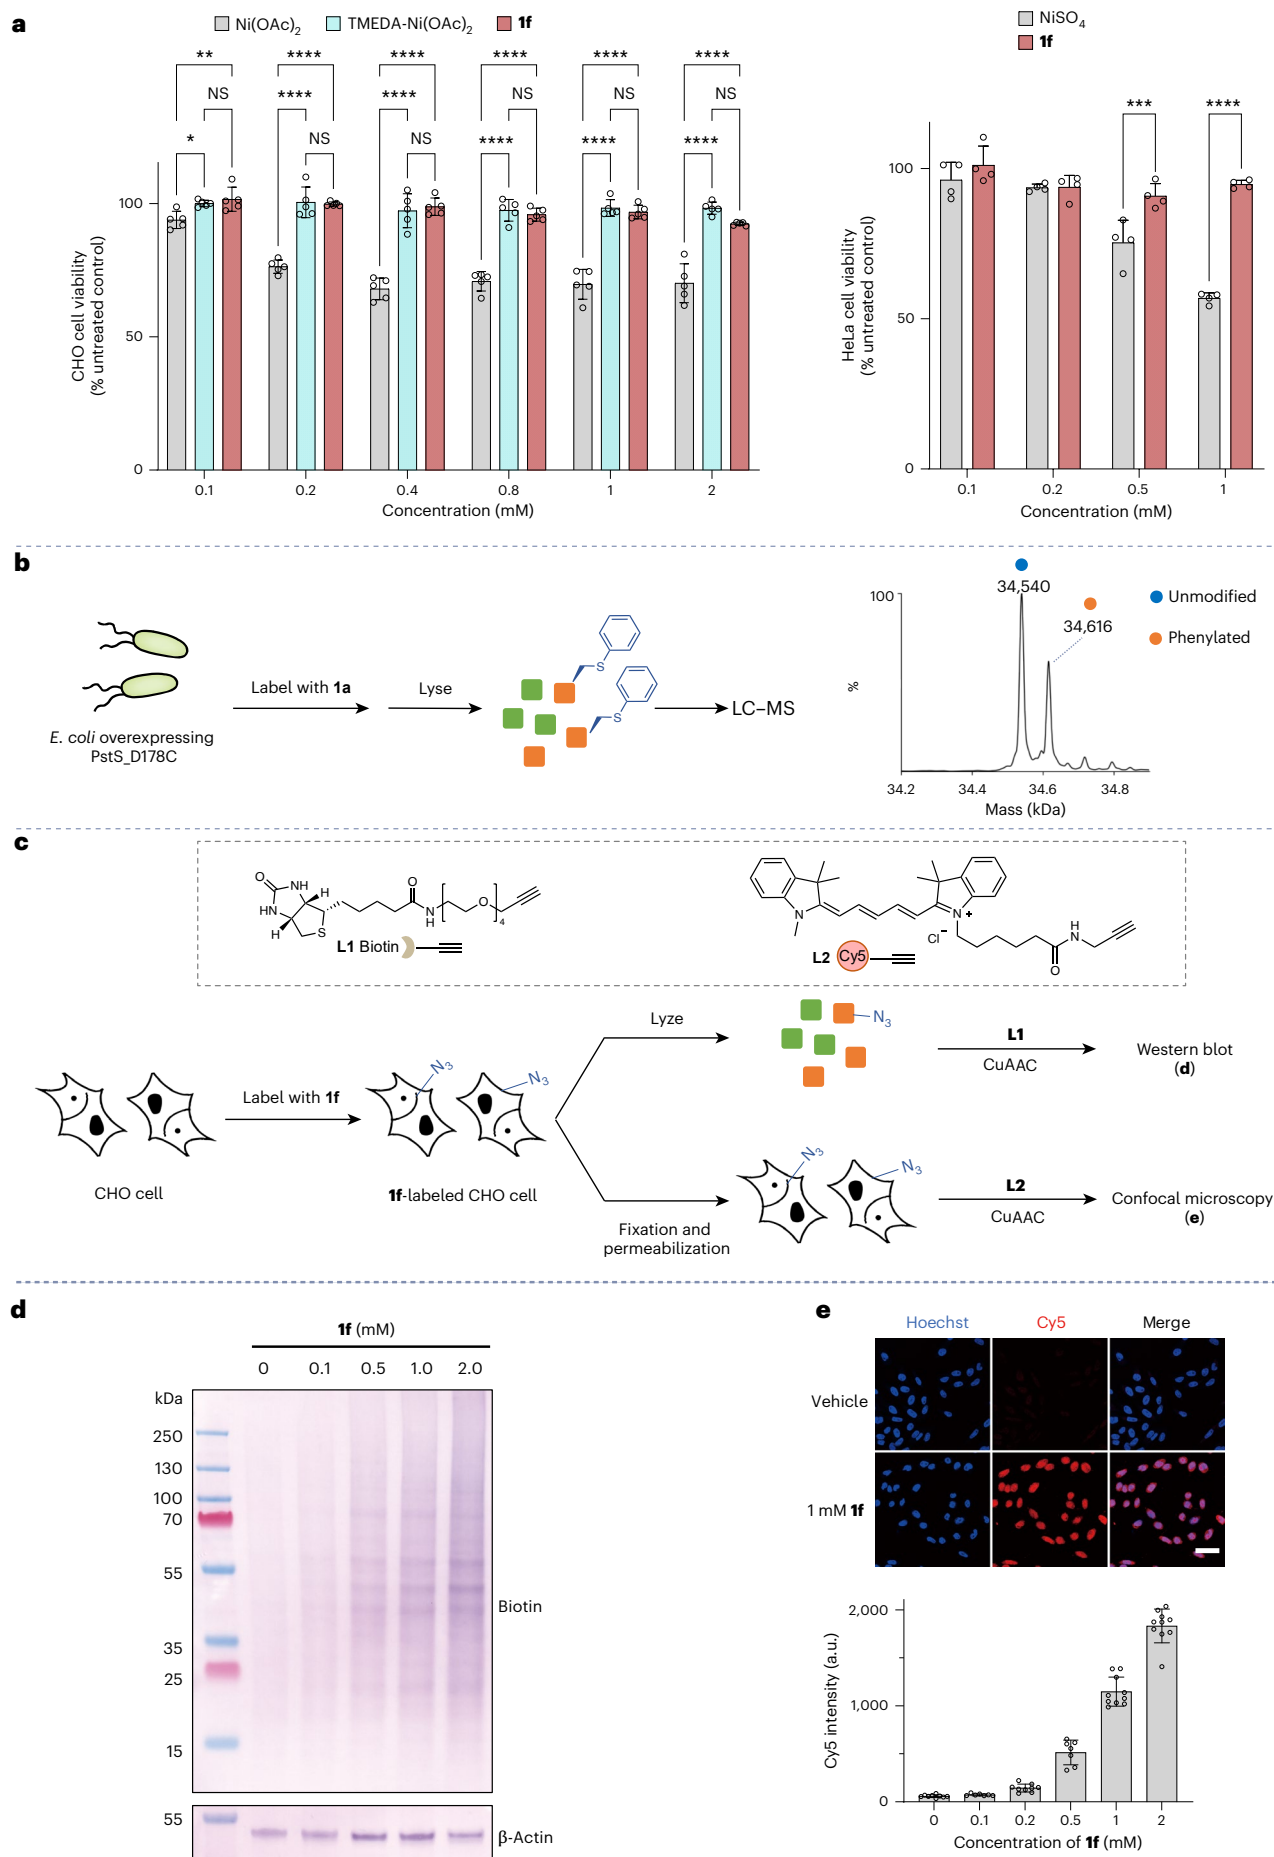 a
Ni(OAc)2 TMEDA-Ni(OAc)2 1f
** **** **** **** **** ****
NS NS NS NS
**** ****
* NS NS **** **** ****
100
50
0
CHO cell viability
(% untreated control)
0.1 0.2 0.4 0.8 1 2
Concentration (mM)
NiSO4
1f
*** ****
100
50
0
HeLa cell viability
(% untreated control)
0.1 0.2 0.5 1
Concentration (mM)
b
E. coli overexpressing
PstS_D178C
Label with 1a
Lyse
S
S
LC–MS
100
%
34,540
34,616
Unmodified
Phenylated
34.2 34.4 34.6 34.8
Mass (kDa)
c
O
NH
HN
H
H
S
O
N
H
O
4
L1 Biotin
N
N
+
Cl−
O
H
N
L2 Cy5
CHO cell
Label with 1f
N3
N3
1f-labeled CHO cell
Lyze
N3
L1
CuAAC
Western blot
(d)
Fixation and
permeabilization
N3
N3
L2
CuAAC
Confocal microscopy
(e)
d
1f (mM)
0 0.1 0.5 1.0 2.0
kDa
250
130
100
70
55
35
25
15
Biotin
55
β-Actin
e
Hoechst Cy5 Merge
Vehicle
1 mM 1f
2,000
1,000
0
Cy5 intensity (a.u.)
0 0.1 0.2 0.5 1 2
Concentration of 1f (mM)